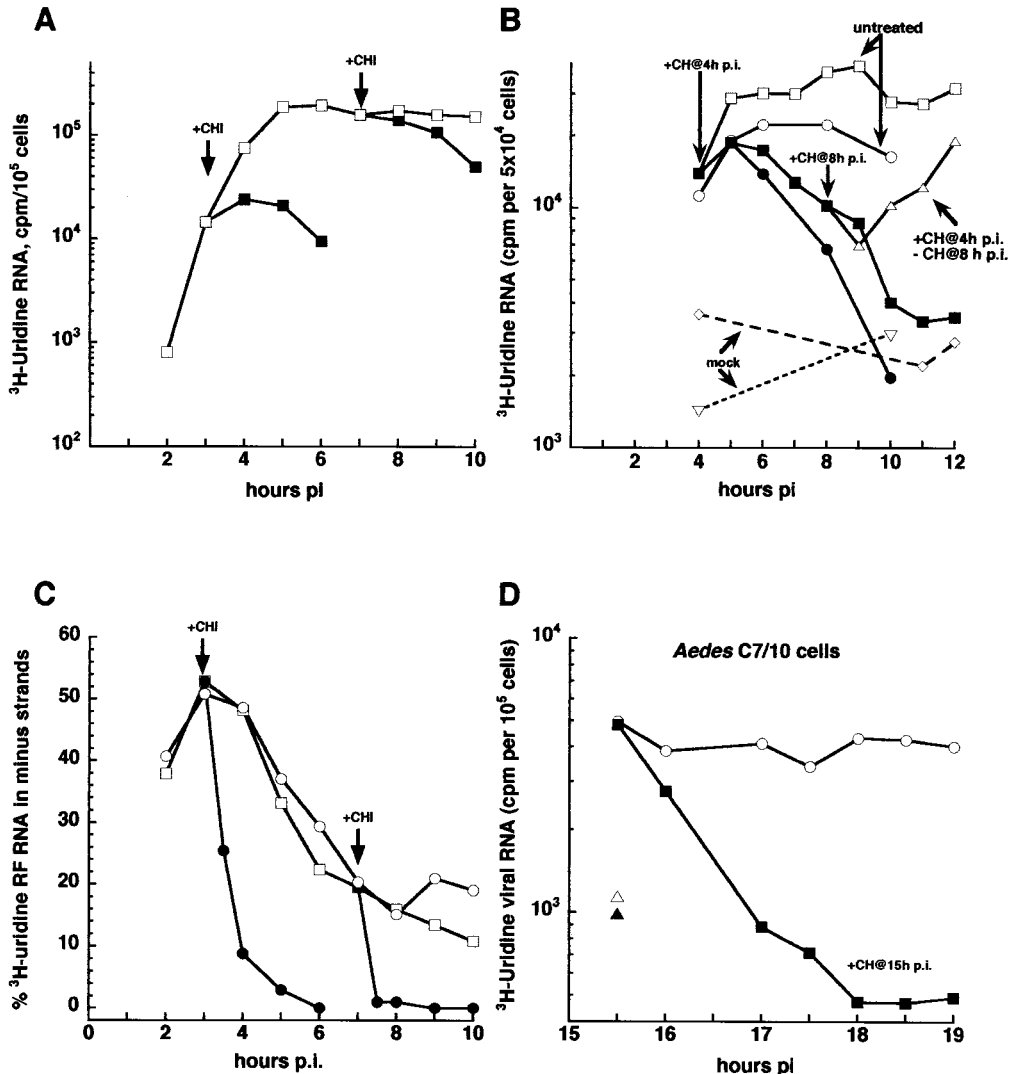 A
+CHI
+CHI
³H-Uridine RNA, cpm/10⁵ cells
10⁵
10⁴
10³
10²
2 4 6 8 10
hours pi
B
untreated
+CH@4h p.i.
+CH@8h p.i.
+CH@4h p.i.
- CH@8 h p.i.
mock
³H-Uridine RNA (cpm per 5x10⁴ cells)
10⁴
10³
2 4 6 8 10 12
hours pi
C
+CHI
+CHI
% ³H-uridine RF RNA in minus strands
60
50
40
30
20
10
0
0 2 4 6 8 10
hours p.i.
D
Aedes C7/10 cells
+CH@15h p.i.
³H-Uridine viral RNA (cpm per 10⁵ cells)
10⁴
10³
15 16 17 18 19
hours pi